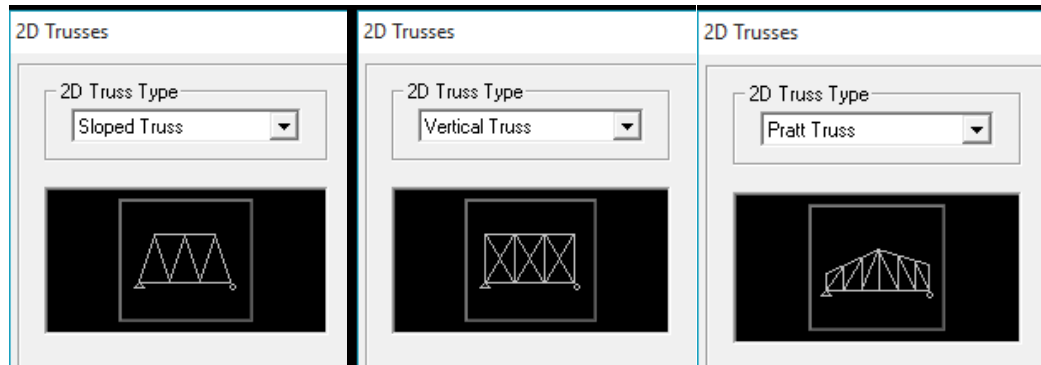 2D Trusses
2D Truss Type
Sloped Truss
2D Trusses
2D Truss Type
Vertical Truss
2D Trusses
2D Truss Type
Pratt Truss